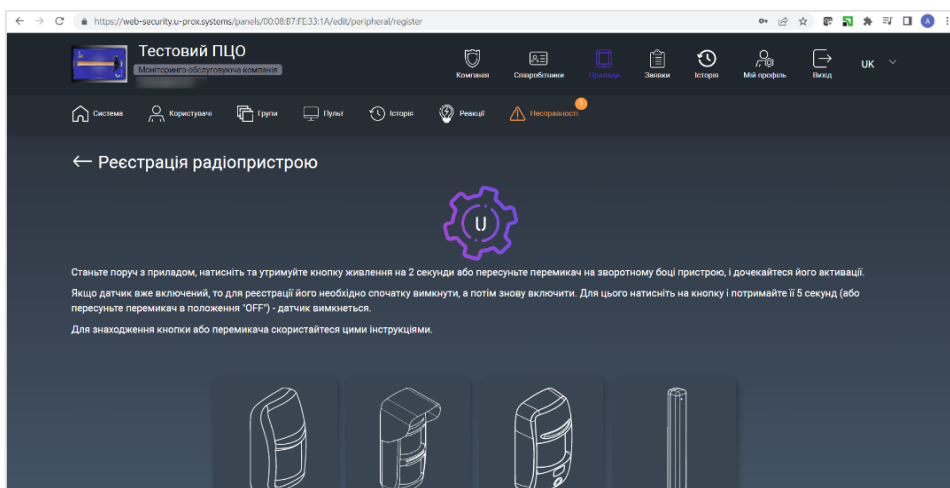 https://web-security.u-prox.systems/panels/00:08:B7:FE:33:1A/edit/peripheral/register
Тестовий ПЦО
Моніторинго-обслуговуюча компанія
Компанія Співробітники Прилади Заявки Історія Мій профіль Вихід UK
Система Користувачі Групи Пульт Історія Реакції Несправності 1
← Реєстрація радіопристрою
U
Станьте поруч з приладом, натисніть та утримуйте кнопку живлення на 2 секунди або пересуньте перемикач на зворотному боці пристрою, і дочекайтеся його активації.
Якщо датчик вже включений, то для реєстрації його необхідно спочатку вимкнути, а потім знову включити. Для цього натисніть на кнопку і потримайте її 5 секунд (або
пересуньте перемикач в положення "OFF") - датчик вимкнеться.
Для знаходження кнопки або перемикача скористайтеся цими інструкціями.